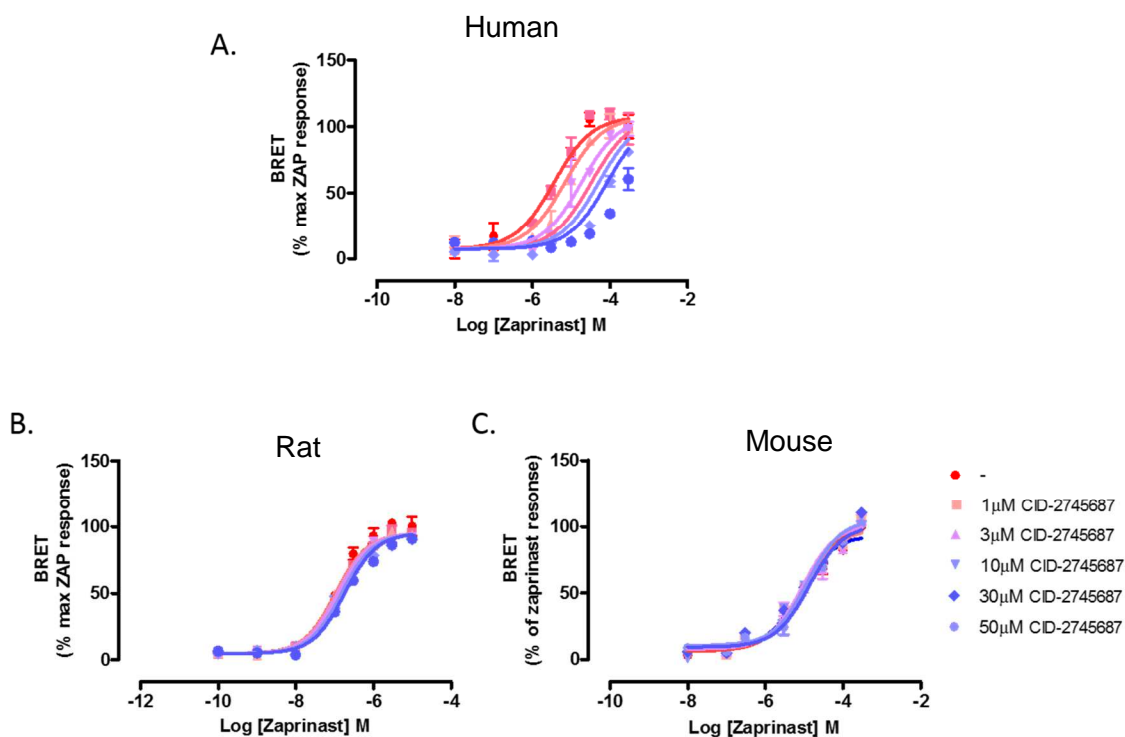 A.
Human
BRET
(% max ZAP response)
150
100
50
0
-10 -8 -6 -4 -2
Log [Zaprinast] M
B.
Rat
BRET
(% max ZAP response)
150
100
50
0
-12 -10 -8 -6 -4
Log [Zaprinast] M
C.
Mouse
BRET
(% of zaprinast resonse)
150
100
50
0
-10 -8 -6 -4 -2
Log [Zaprinast] M
-
1μM CID-2745687
3μM CID-2745687
10μM CID-2745687
30μM CID-2745687
50μM CID-2745687